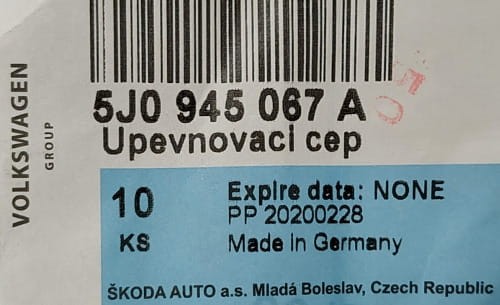 VOLKSWAGEN
GROUP
5J0 945 067 A
Upevnovaci cep
10
KS
Expire data: NONE
PP 20200228
Made in Germany
ŠKODA AUTO a.s. Mladá Boleslav, Czech Republic